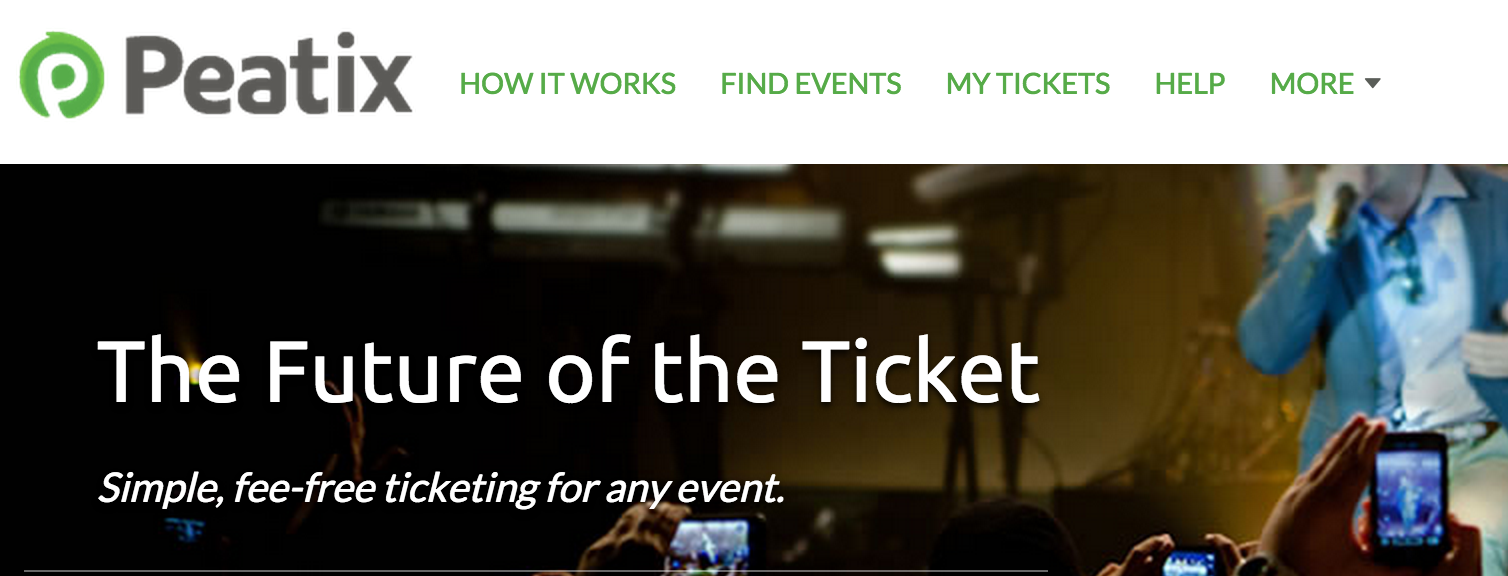 Peatix
HOW IT WORKS FIND EVENTS MY TICKETS HELP MORE
The Future of the Ticket
Simple, fee-free ticketing for any event.